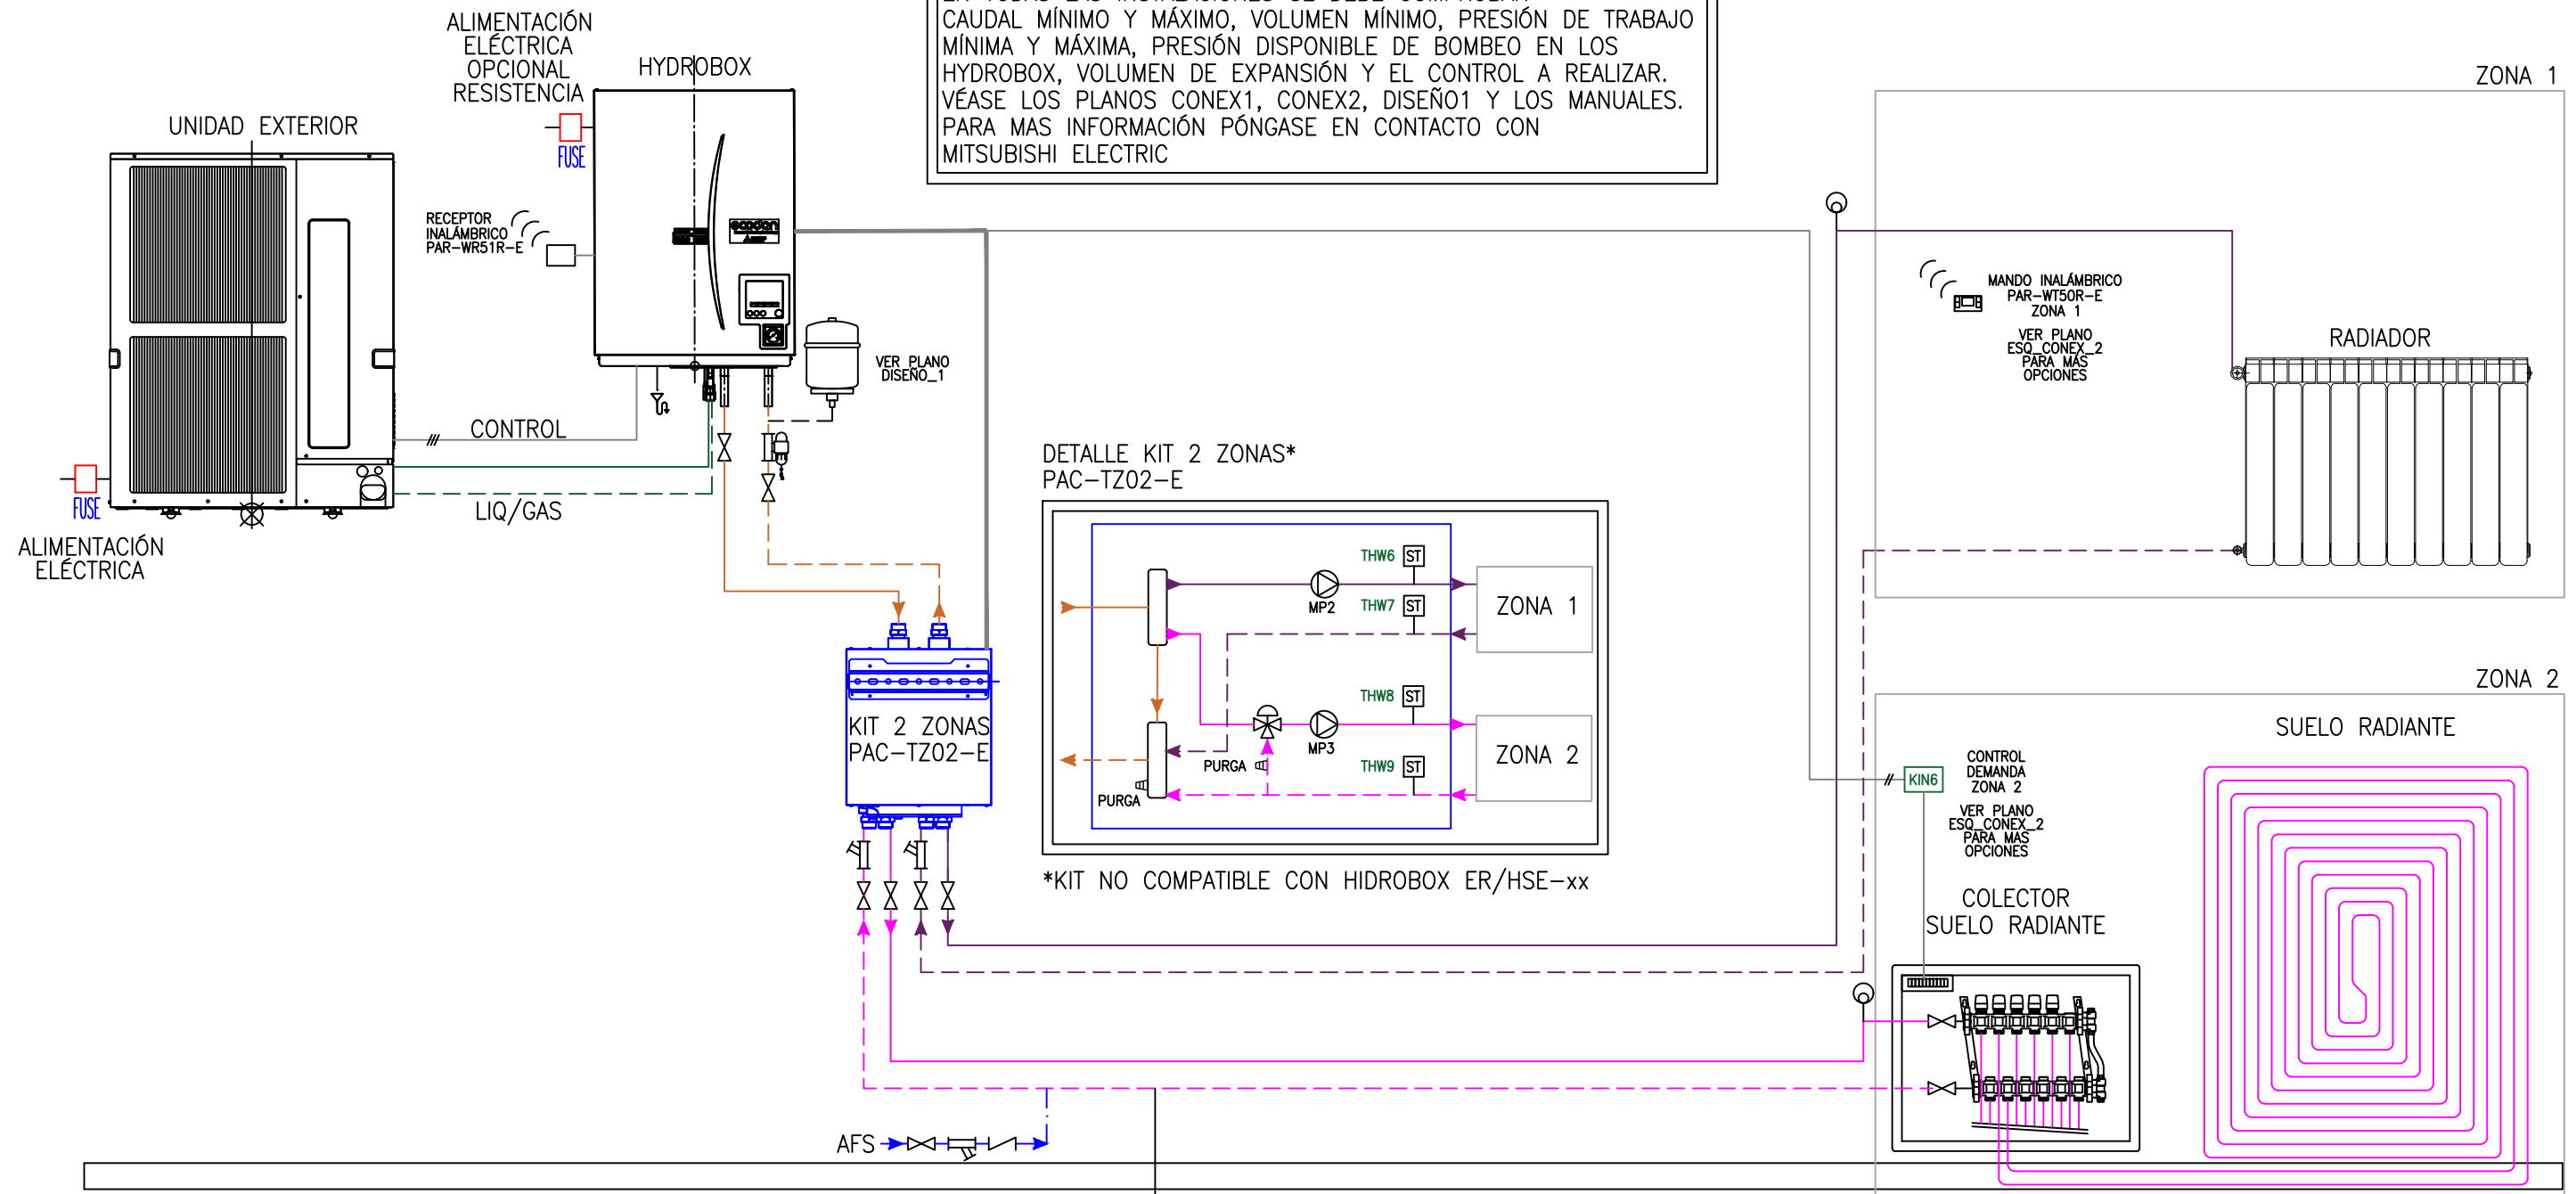 CAUDAL MÍNIMO Y MÁXIMO, VOLUMEN MÍNIMO, PRESIÓN DE TRABAJO
MÍNIMA Y MÁXIMA, PRESIÓN DISPONIBLE DE BOMBEO EN LOS
HYDROBOX, VOLUMEN DE EXPANSIÓN Y EL CONTROL A REALIZAR.
VÉASE LOS PLANOS CONEX1, CONEX2, DISEÑO1 Y LOS MANUALES.
PARA MAS INFORMACIÓN PÓNGASE EN CONTACTO CON
MITSUBISHI ELECTRIC
ALIMENTACIÓN
ELÉCTRICA
OPCIONAL
RESISTENCIA
HYDROBOX
FUSE
UNIDAD EXTERIOR
RECEPTOR
INALÁMBRICO
PAR-WR51R-E
ecodan
VER PLANO
DISEÑO_1
CONTROL
LIQ/GAS
FUSE
ALIMENTACIÓN
ELÉCTRICA
KIT 2 ZONAS
PAC-TZ02-E
DETALLE KIT 2 ZONAS*
PAC-TZ02-E
THW6 ST
MP2
THW7 ST
ZONA 1
THW8 ST
MP3
PURGA
THW9 ST
ZONA 2
PURGA
*KIT NO COMPATIBLE CON HIDROBOX ER/HSE-xx
ZONA 1
MANDO INALÁMBRICO
PAR-WT50R-E
ZONA 1
VER PLANO
ESQ_CONEX_2
PARA MAS
OPCIONES
RADIADOR
ZONA 2
SUELO RADIANTE
KIN6
CONTROL
DEMANDA
ZONA 2
VER PLANO
ESQ_CONEX_2
PARA MAS
OPCIONES
COLECTOR
SUELO RADIANTE
AFS